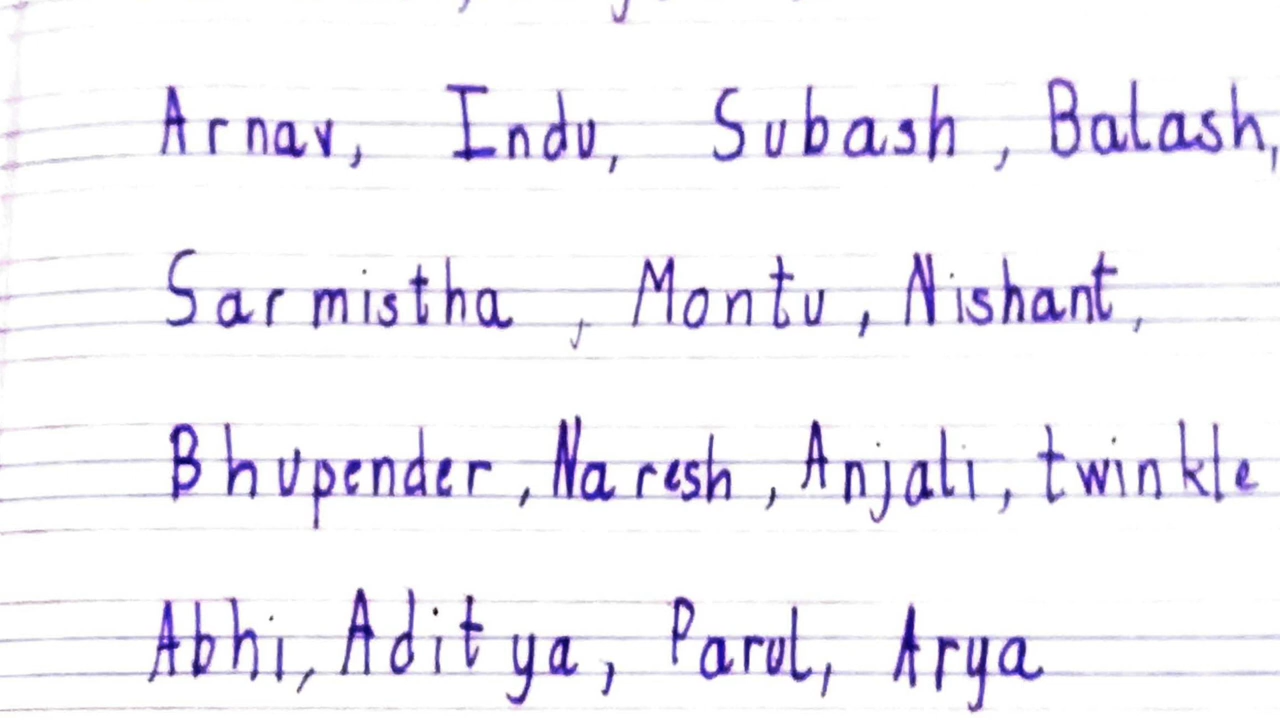 Arnav, Indu, Subash, Balash,
Sarmistha, Montu, Nishant,
Bhupender, Naresh, Anjali, twinkle
Abhi, Aditya, Parul, Arya